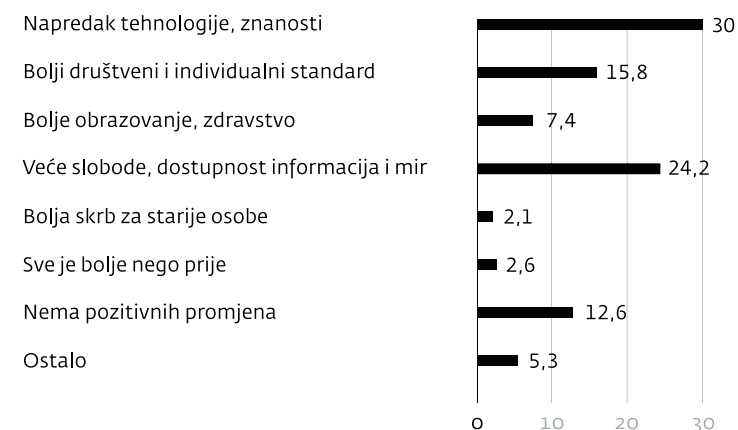 Napredak tehnologije, znanosti 30
Bolji društveni i individualni standard 15,8
Bolje obrazovanje, zdravstvo 7,4
Veće slobode, dostupnost informacija i mir 24,2
Bolja skrb za starije osobe 2,1
Sve je bolje nego prije 2,6
Nema pozitivnih promjena 12,6
Ostalo 5,3
0 10 20 30